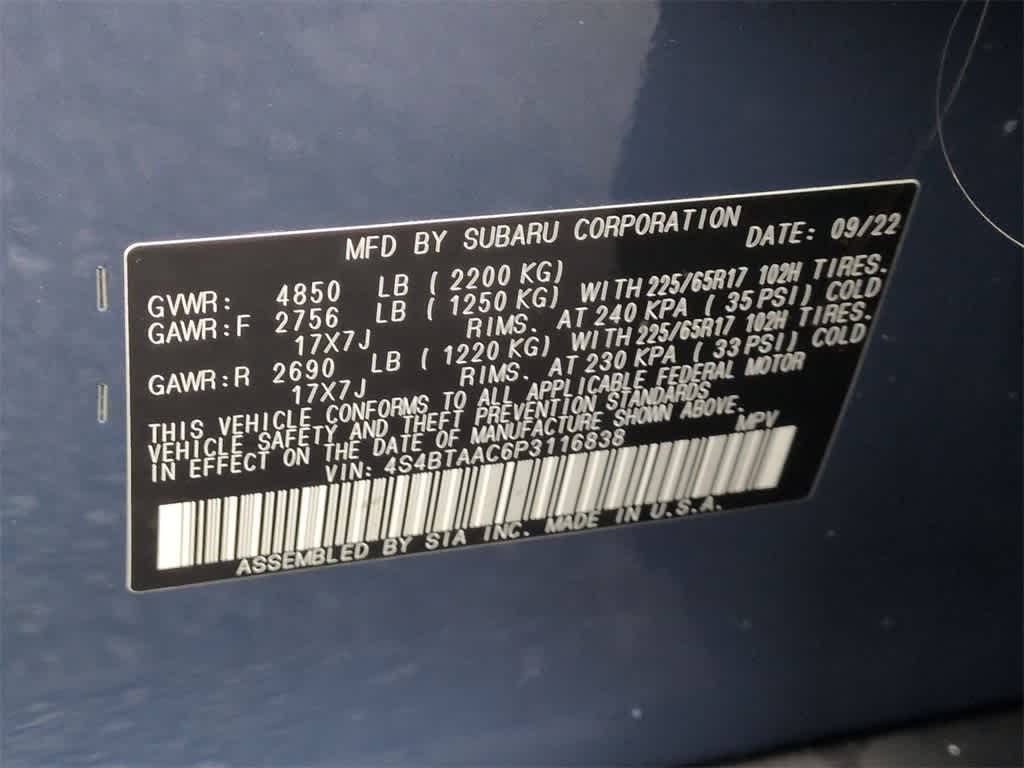 MFD BY SUBARU CORPORATION DATE: 09/22
GVWR: 4850 LB ( 2200 KG)
GAWR:F 2756 LB ( 1250 KG) WITH 225/65R17 102H TIRES.
17X7J RIMS. AT 240 KPA ( 35 PSI) COLD
GAWR:R 2690 LB ( 1220 KG) WITH 225/65R17 102H TIRES.
17X7J RIMS. AT 230 KPA ( 33 PSI) COLD
THIS VEHICLE CONFORMS TO ALL APPLICABLE FEDERAL MOTOR
VEHICLE SAFETY AND THEFT PREVENTION STANDARDS
IN EFFECT ON THE DATE OF MANUFACTURE SHOWN ABOVE.
VIN: 4S4BTAAC6P3116838 MPV
ASSEMBLED BY SIA INC. MADE IN U.S.A.